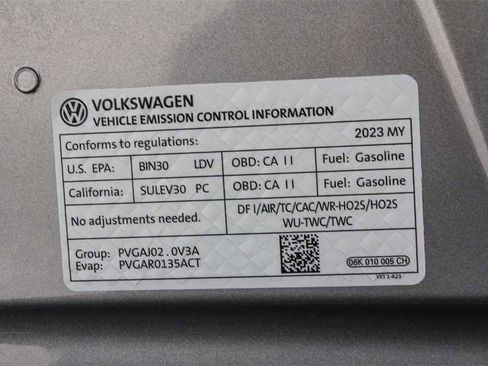 VOLKSWAGEN
VEHICLE EMISSION CONTROL INFORMATION
Conforms to regulations: 2023 MY
U.S. EPA: BIN30 LDV OBD: CA II Fuel: Gasoline
California: SULEV30 PC OBD: CA II Fuel: Gasoline
No adjustments needed. DFI/AIR/TC/CAC/WR-HO2S/HO2S
WU-TWC/TWC
Group: PVGAJ02.0V3A
Evap: PVGAR0135ACT
06K 010 005 CH